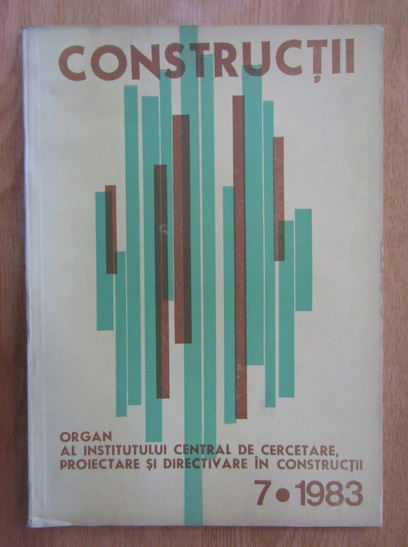 CONSTRUCȚII
ORGAN
AL INSTITUTULUI CENTRAL DE CERCETARE,
PROIECTARE ȘI DIRECTIVARE ÎN CONSTRUCȚII
7 • 1983